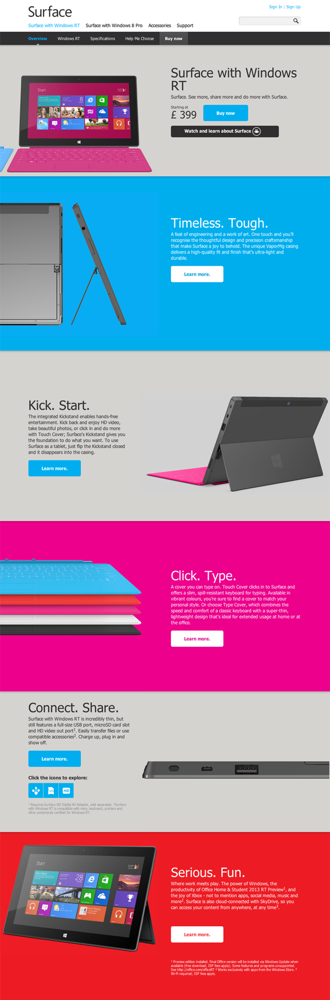 Surface
Sign In | Sign Up
Surface with Windows RT Surface with Windows 8 Pro Accessories Support
Overview Windows RT Specifications Help Me Choose Buy now
Start
8
Surface with Windows
RT
Surface. See more, share more and do more with Surface.
Starting at
£ 399
Buy now
Watch and learn about Surface
Timeless. Tough.
A feat of engineering and a work of art. One touch and you'll
recognise the thoughtful design and precision craftsmanship
that make Surface a joy to behold. The unique VaporMg casing
delivers a high-quality fit and finish that's ultra-light and
durable.
Learn more.
Kick. Start.
The integrated Kickstand enables hands-free
entertainment. Kick back and enjoy HD video,
take beautiful photos, or click in and do more
with Touch Cover; Surface's Kickstand gives you
the foundation to do what you want. To use
Surface as a tablet, just flip the Kickstand closed
and it disappears into the casing.
Learn more.
Click. Type.
A cover you can type on. Touch Cover clicks in to Surface and
offers a slim, spill-resistant keyboard for typing. Available in
vibrant colours, you're sure to find a cover to match your
personal style. Or choose Type Cover, which combines the
speed and comfort of a classic keyboard with a super-thin,
lightweight design that's ideal for extended usage at home or at
the office.
Learn more.
Connect. Share.
Surface with Windows RT is incredibly thin, but
still features a full-size USB port, microSD card slot
and HD video out port¹. Easily transfer files or use
compatible accessories². Charge up, plug in and
show off.
Learn more.
Click the icons to explore:
sd HD
¹ Requires Surface HD Digital AV Adapter, sold separately. ²Surface
with Windows RT is compatible with mice, keyboard, printers and
other peripherals certified for Windows RT.
Start
28
Serious. Fun.
Where work meets play. The power of Windows, the
productivity of Office Home & Student 2013 RT Preview¹, and
the joy of Xbox - not to mention apps, social media, music and
more². Surface is also cloud-connected with SkyDrive, so you
can access your content from anywhere, at any time³.
Learn more.
¹ Preview edition installed. Final Office version will be installed via Windows Update when
available (free download; ISP fees apply). Some features and programs unsupported.
See http://office.com/officeRT ² Works exclusively with apps from the Windows Store. ³
Wi-Fi required; ISP fees apply.